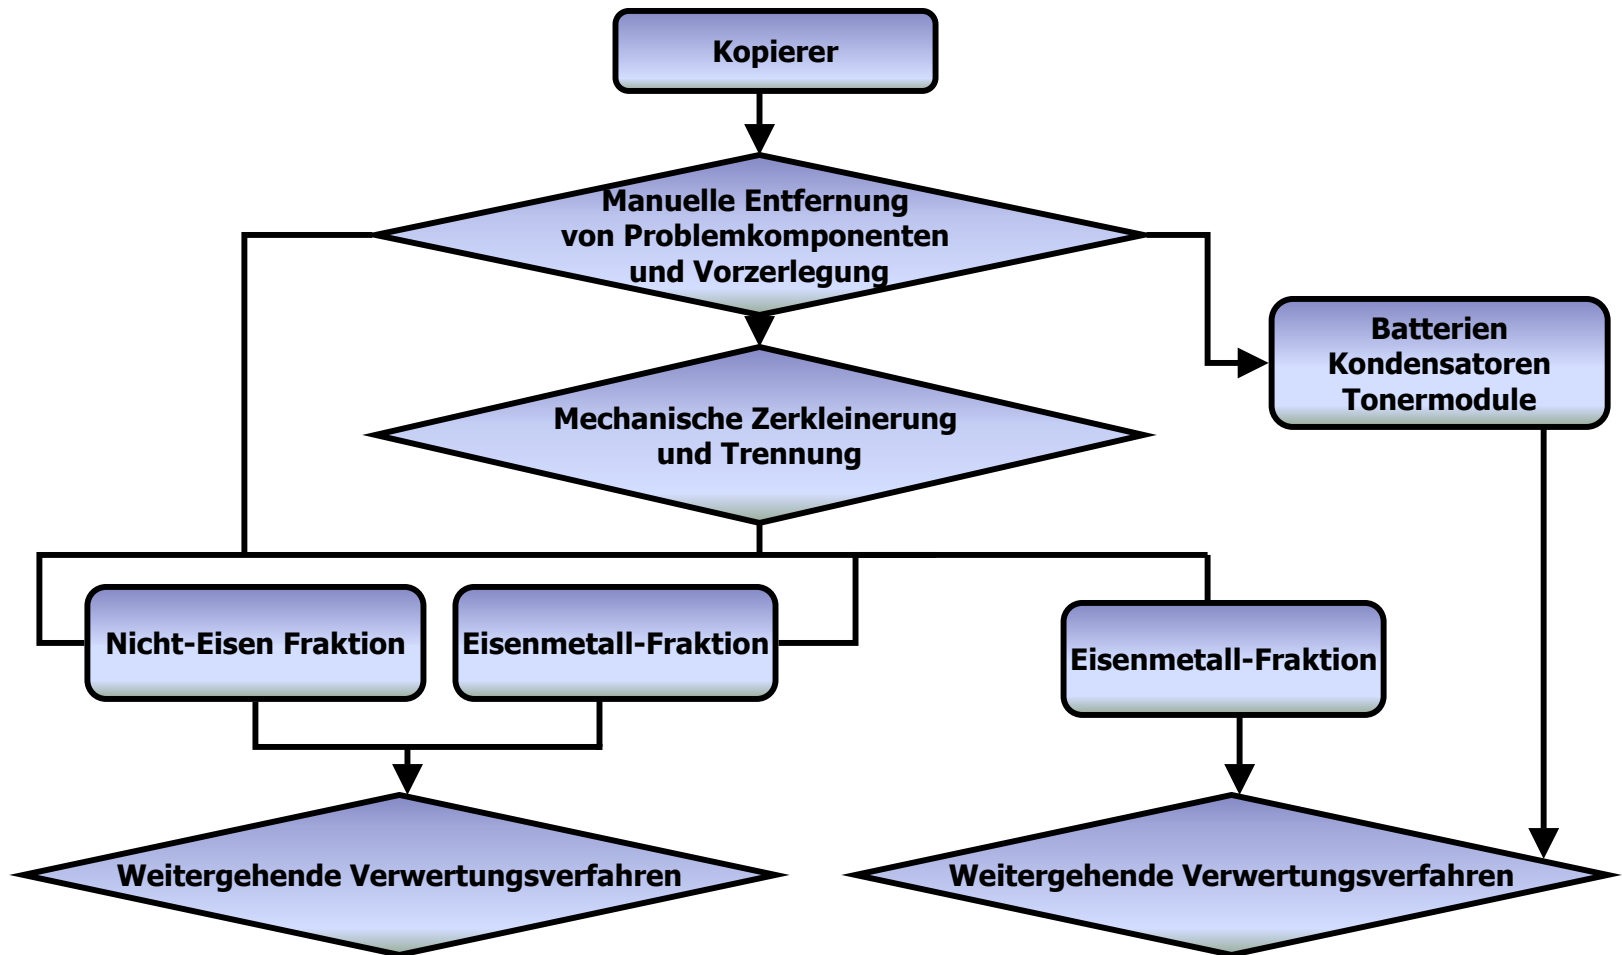 Kopierer
Manuelle Entfernung
von Problemkomponenten
und Vorzerlegung
Batterien
Kondensatoren
Tonermodule
Mechanische Zerkleinerung
und Trennung
Nicht-Eisen Fraktion
Eisenmetall-Fraktion
Eisenmetall-Fraktion
Weitergehende Verwertungsverfahren
Weitergehende Verwertungsverfahren